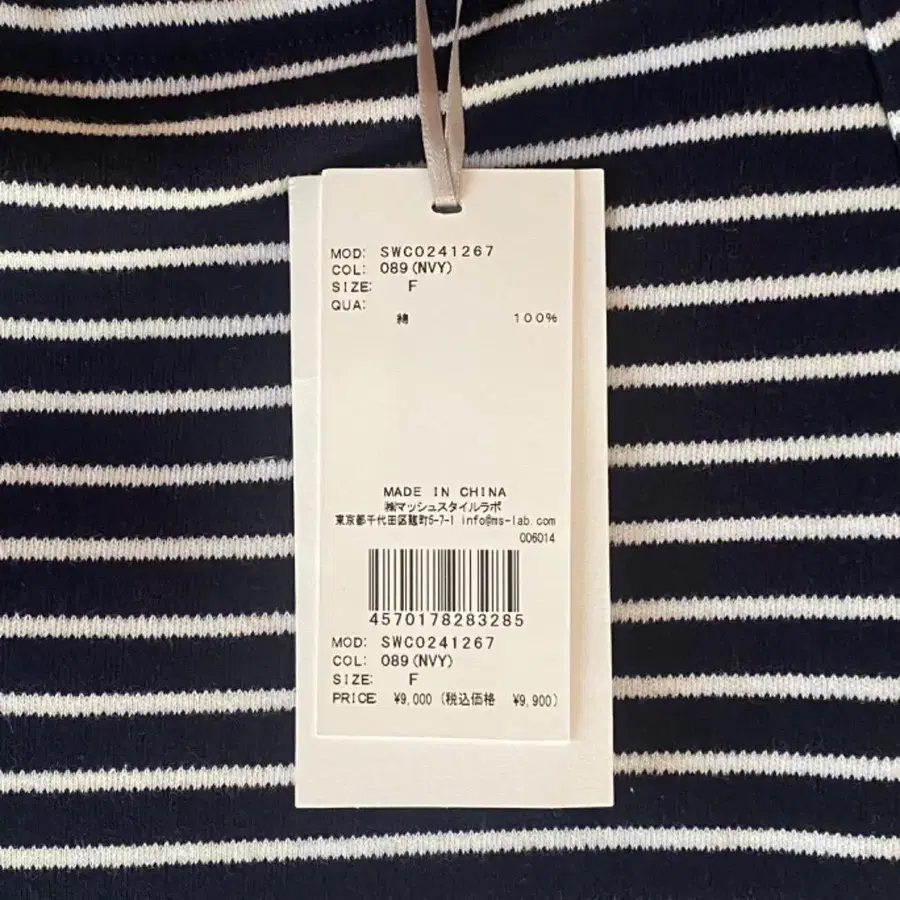 MOD: SWC0241267
COL: 089(NVY)
SIZE: F
QUA:
綿 100%
MADE IN CHINA
㈱マッシュスタイルラボ
東京都千代田区麹町5-7-1 info@ms-lab.com
006014
4570178283285
MOD: SWC0241267
COL: 089(NVY)
SIZE: F
PRICE ¥9,000 (税込価格 ¥9,900)